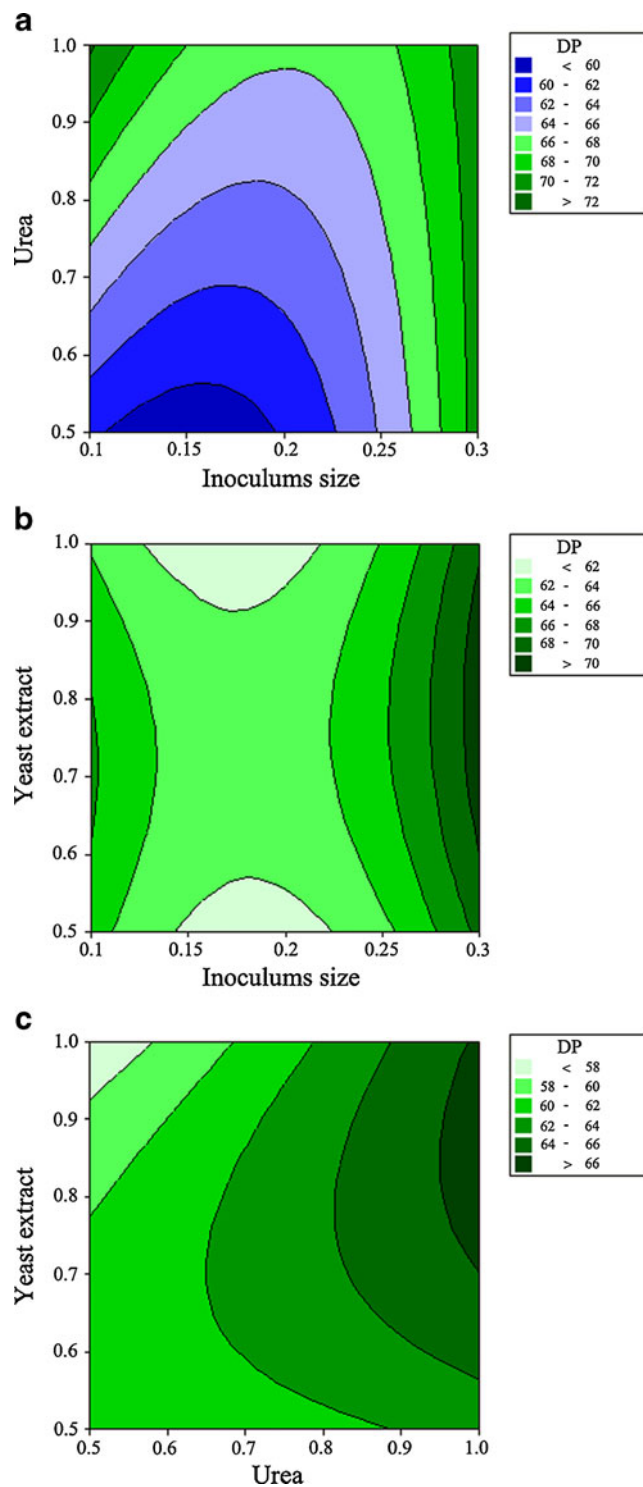 a
1.0
0.9
0.8
0.7
0.6
0.5
Urea
0.1
0.15
0.2
0.25
0.3
Inoculums size
DP
< 60
60 - 62
62 - 64
64 - 66
66 - 68
68 - 70
70 - 72
> 72
b
1.0
0.9
0.8
0.7
0.6
0.5
Yeast extract
0.1
0.15
0.2
0.25
0.3
Inoculums size
DP
< 62
62 - 64
64 - 66
66 - 68
68 - 70
> 70
c
1.0
0.9
0.8
0.7
0.6
0.5
Yeast extract
0.5
0.6
0.7
0.8
0.9
1.0
Urea
DP
< 58
58 - 60
60 - 62
62 - 64
64 - 66
> 66